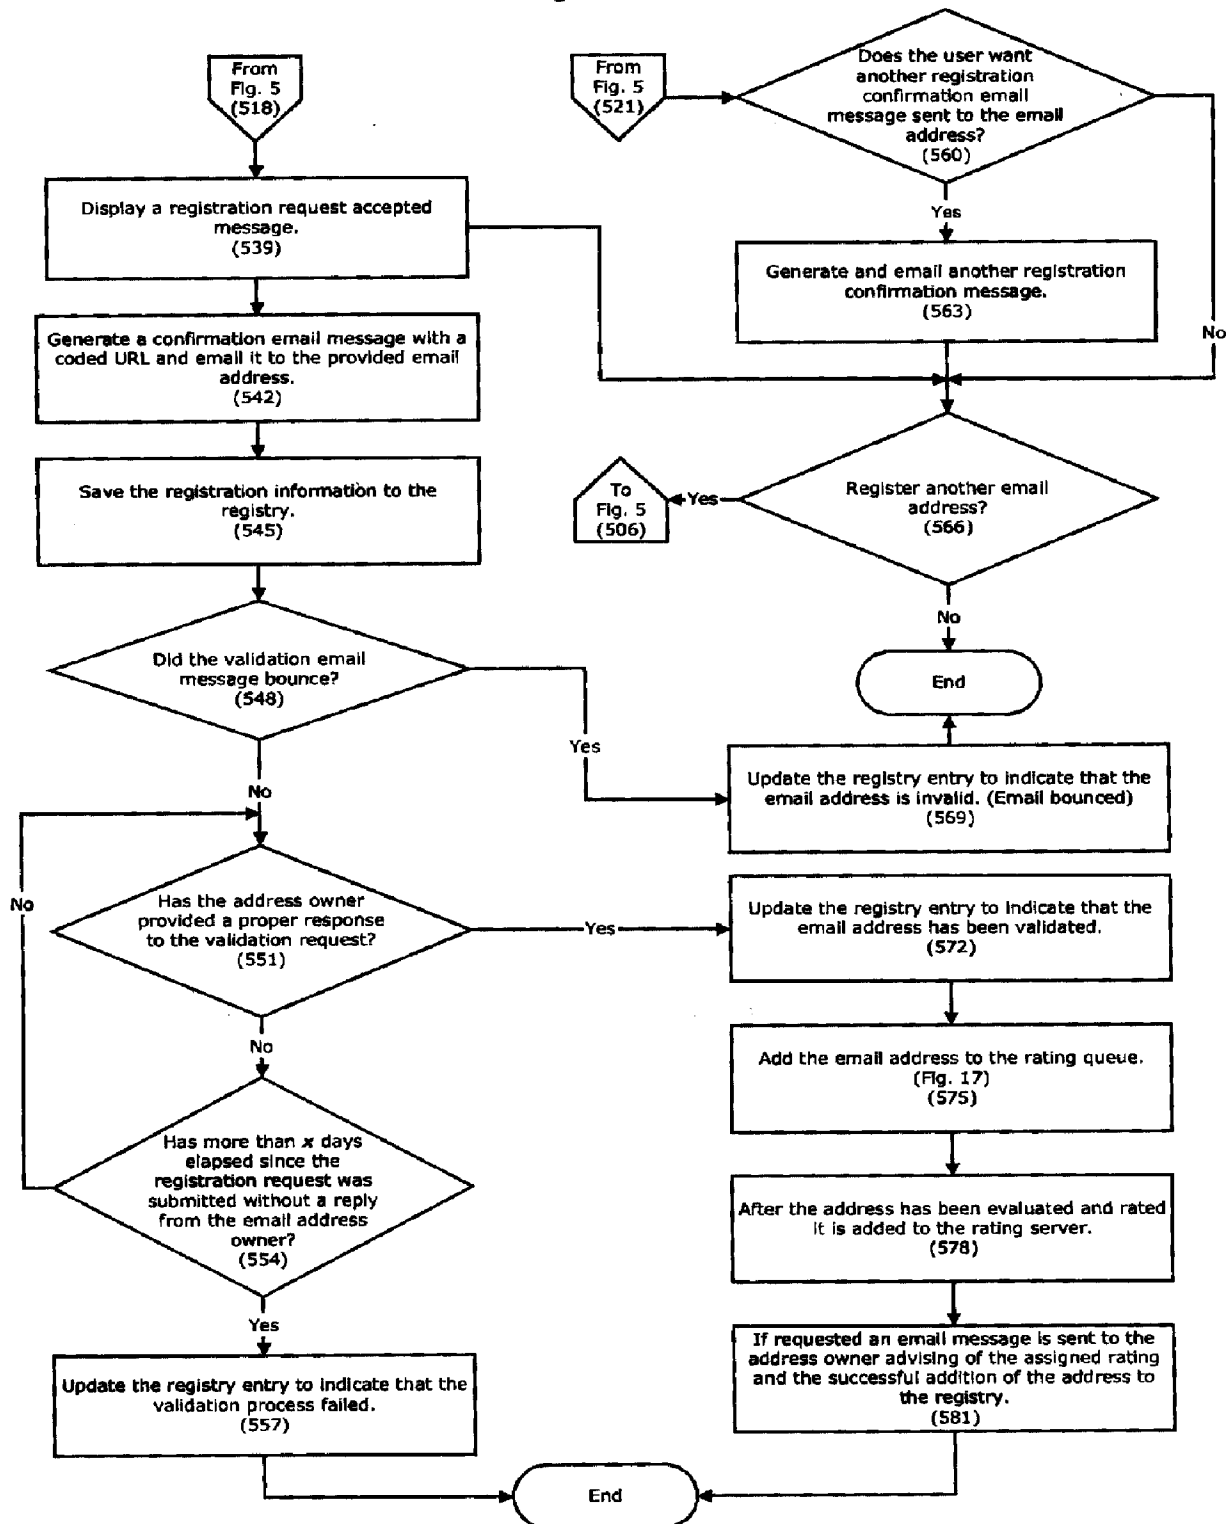 From
Fig. 5
(518)
Display a registration request accepted
message.
(539)
Generate a confirmation email message with a
coded URL and email it to the provided email
address.
(542)
Save the registration information to the
registry.
(545)
Did the validation email
message bounce?
(548)
Yes
No
No
Has the address owner
provided a proper response
to the validation request?
(551)
Yes
No
Has more than x days
elapsed since the
registration request was
submitted without a reply
from the email address
owner?
(554)
Yes
Update the registry entry to indicate that the
validation process failed.
(557)
From
Fig. 5
(521)
Does the user want
another registration
confirmation email
message sent to the email
address?
(560)
Yes
No
Generate and email another registration
confirmation message.
(563)
Register another email
address?
(566)
Yes
To
Fig. 5
(506)
No
End
Update the registry entry to indicate that the
email address is invalid. (Email bounced)
(569)
Update the registry entry to indicate that the
email address has been validated.
(572)
Add the email address to the rating queue.
(Fig. 17)
(575)
After the address has been evaluated and rated
it is added to the rating server.
(578)
If requested an email message is sent to the
address owner advising of the assigned rating
and the successful addition of the address to
the registry.
(581)
End